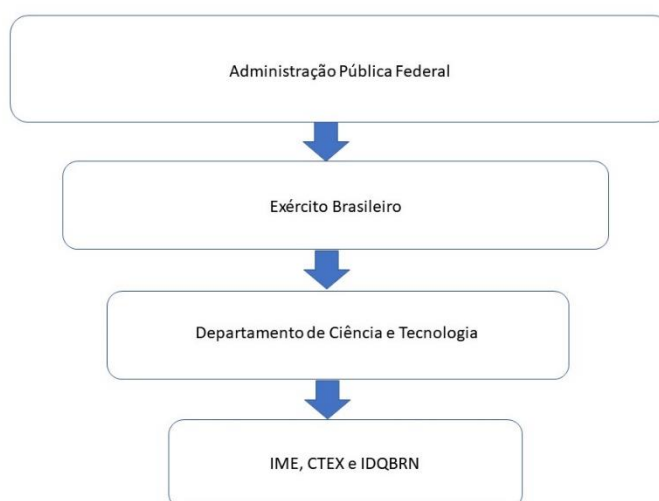 Administração Pública Federal
Exército Brasileiro
Departamento de Ciência e Tecnologia
IME, CTEX e IDQBRN